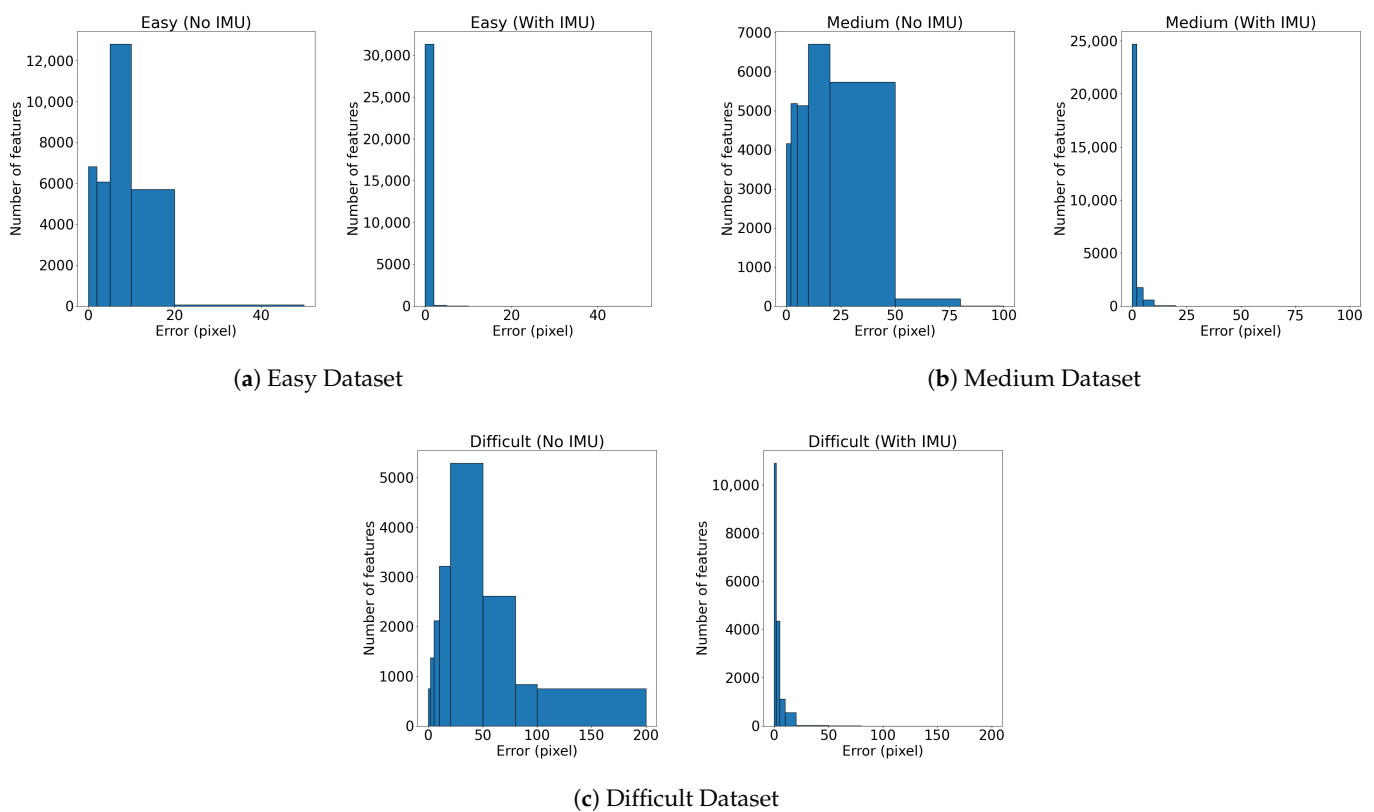 Easy (No IMU)
Number of features
12,000
10,000
8000
6000
4000
2000
0
0 20 40
Error (pixel)
Easy (With IMU)
Number of features
30,000
25,000
20,000
15,000
10,000
5000
0
0 20 40
Error (pixel)
(a) Easy Dataset
Medium (No IMU)
Number of features
7000
6000
5000
4000
3000
2000
1000
0
0 25 50 75 100
Error (pixel)
Medium (With IMU)
Number of features
25,000
20,000
15,000
10,000
5000
0
0 25 50 75 100
Error (pixel)
(b) Medium Dataset
Difficult (No IMU)
Number of features
5000
4000
3000
2000
1000
0
0 50 100 150 200
Error (pixel)
Difficult (With IMU)
Number of features
10,000
8000
6000
4000
2000
0
0 50 100 150 200
Error (pixel)
(c) Difficult Dataset